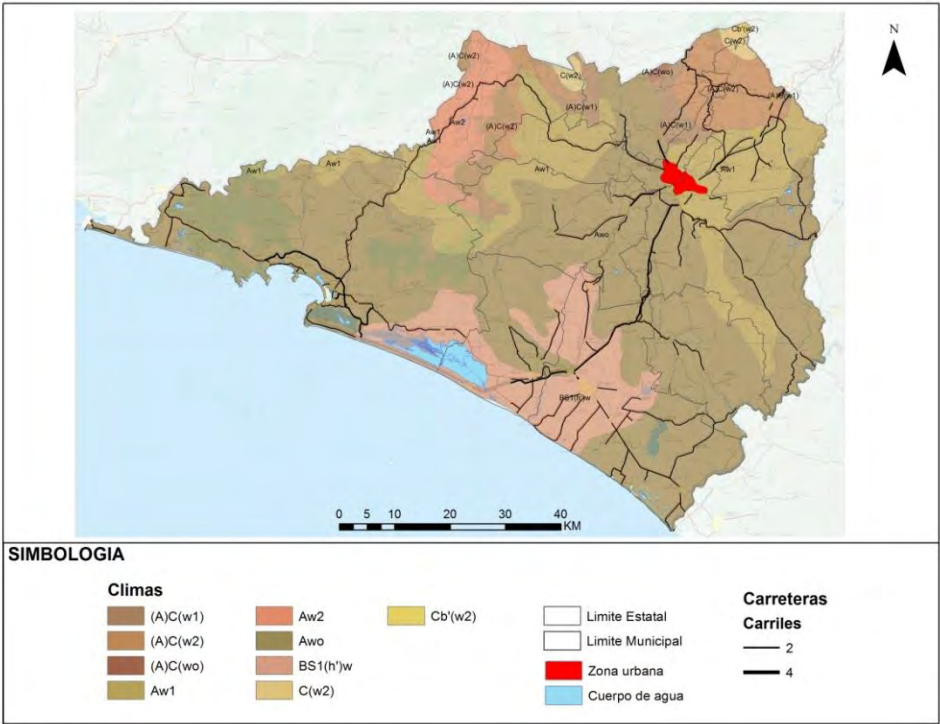 N
Cb'(w2)
C(w2)
(A)C(w2)
(A)C(wo)
C(w2)
(A)C(w2)
(A)C(w2)
(A)C(w1)
(A)C(w1)
Aw2
(A)C(w2)
(A)C(w1)
Aw1
Aw1
Aw1
Aw1
Aw1
Awo
BS1(h')w
0 5 10 20 30 40
KM
SIMBOLOGIA
Climas
(A)C(w1)
(A)C(w2)
(A)C(wo)
Aw1
Aw2
Awo
BS1(h')w
C(w2)
Cb'(w2)
Limite Estatal
Limite Municipal
Zona urbana
Cuerpo de agua
Carreteras
Carriles
2
4